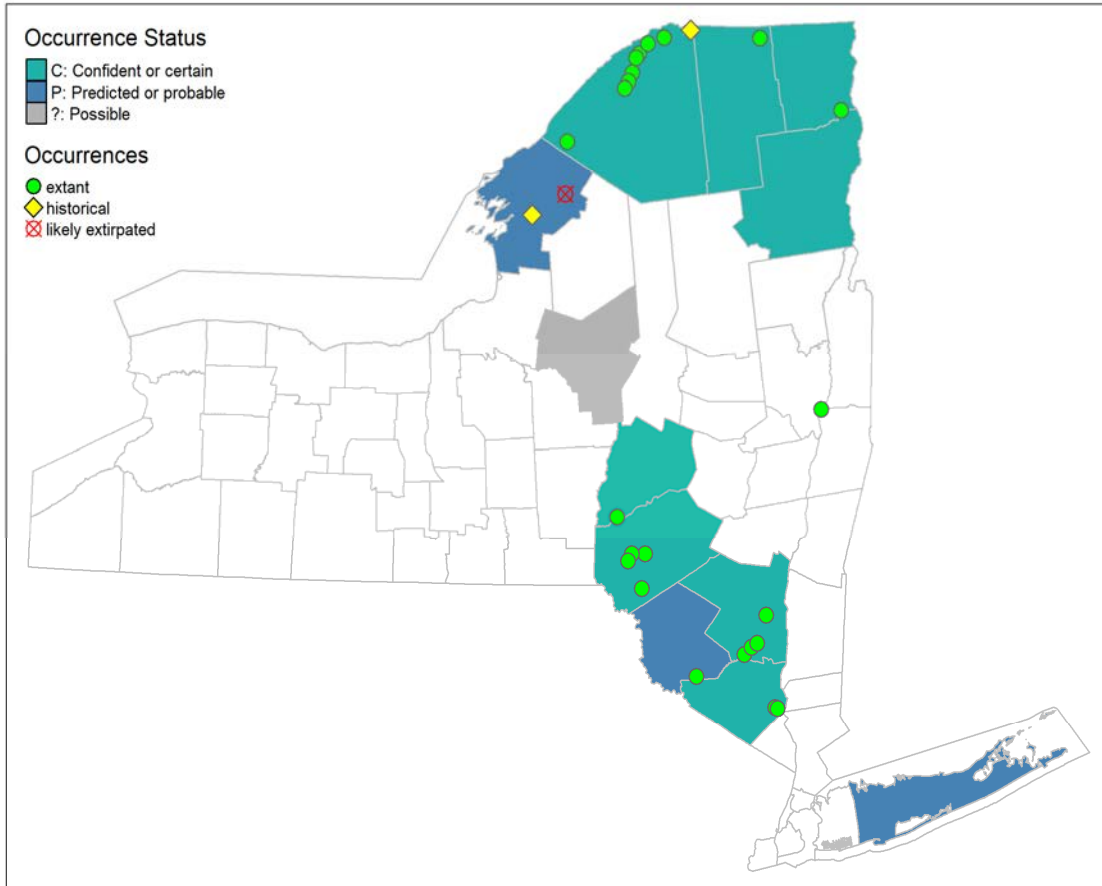 Occurrence Status
C: Confident or certain
P: Predicted or probable
?: Possible
Occurrences
extant
historical
likely extirpated